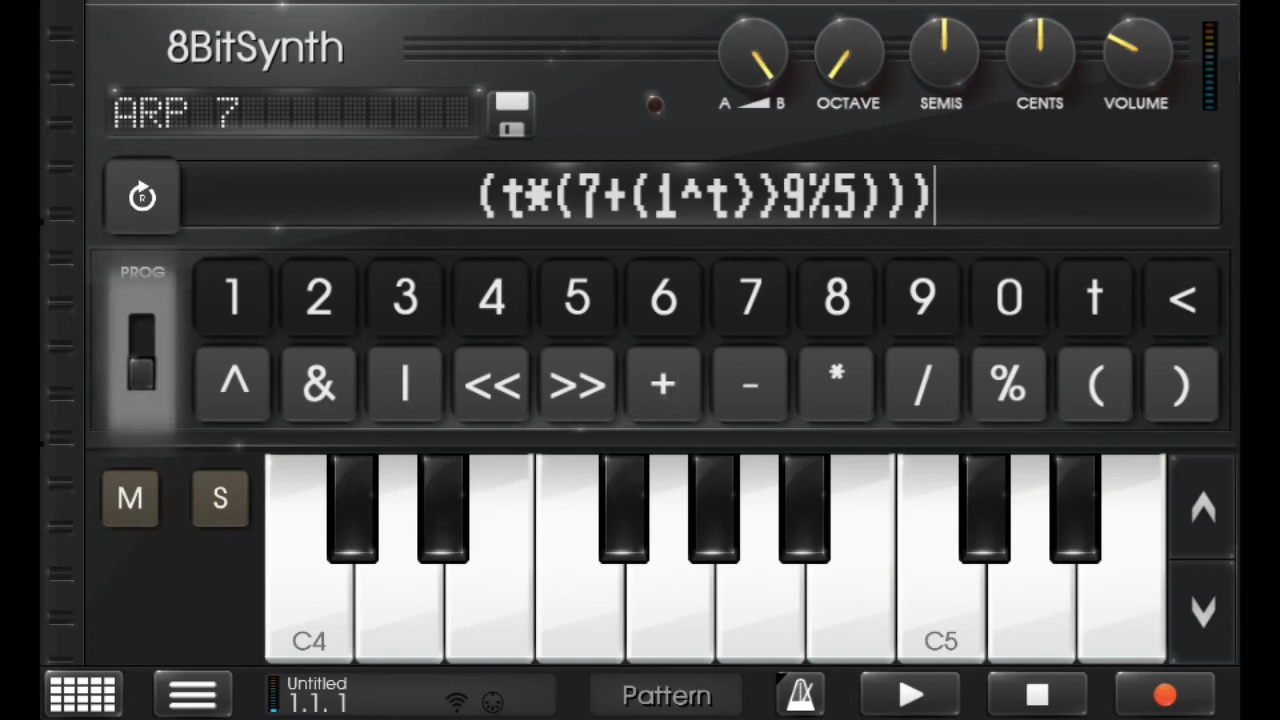 8BitSynth
A B OCTAVE SEMIS CENTS VOLUME
ARP 7
R
(t*(7+(1^t>>9%5)))
PROG
1 2 3 4 5 6 7 8 9 0 t <
^ & | << >> + - * / % ( )
M S
C4 C5
Untitled
1.1. 1
Pattern